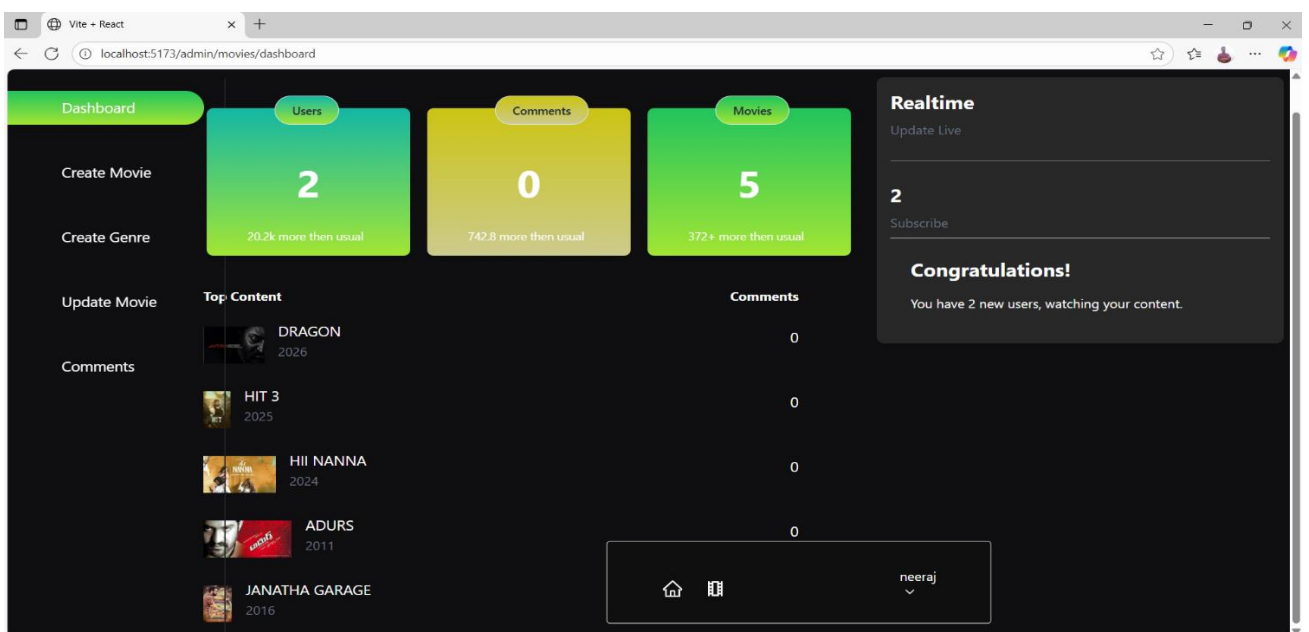 Vite + React
localhost:5173/admin/movies/dashboard
Dashboard
Create Movie
Create Genre
Update Movie
Comments
Users
2
20.2k more then usual
Comments
0
742.8 more then usual
Movies
5
372+ more then usual
Top Content
Comments
DRAGON
2026
0
HIT 3
2025
0
HII NANNA
2024
0
ADURS
2011
0
JANATHA GARAGE
2016
Realtime
Update Live
2
Subscribe
Congratulations!
You have 2 new users, watching your content.
neeraj